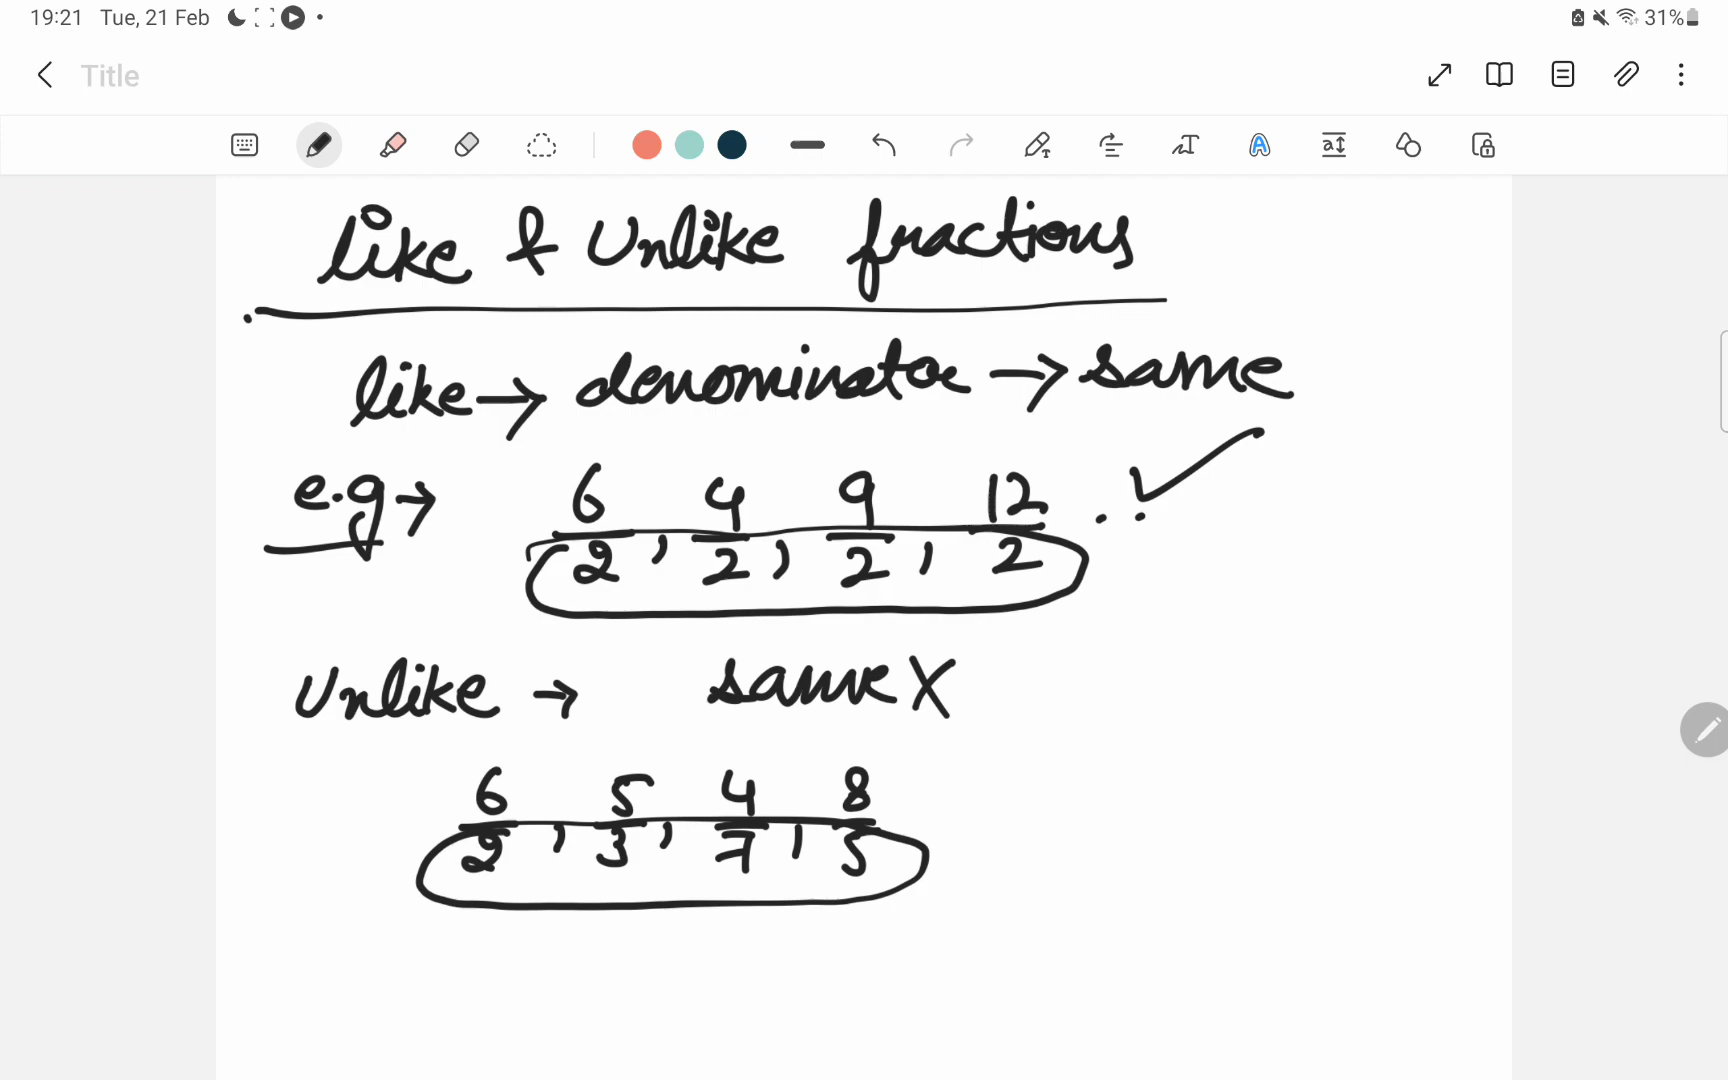 19:21 Tue, 21 Feb 31%
Title
like & Unlike fractions
like → denominator → same
e.g → 6/2 , 4/2 , 9/2 , 12/2 . . ✓
Unlike → same X
6/2 , 5/3 , 4/7 , 8/5